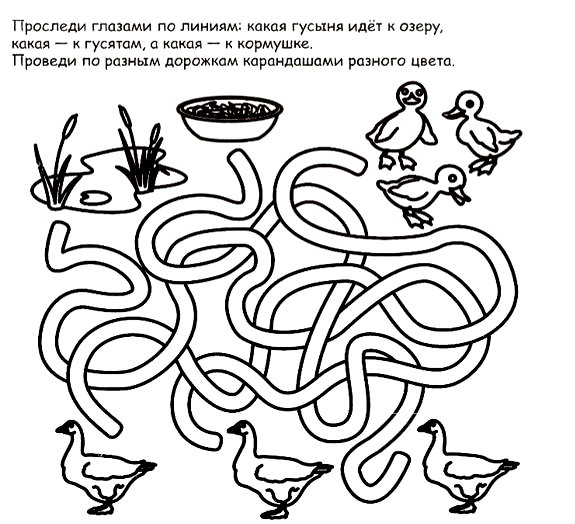 Проследи глазами по линиям: какая гусыня идёт к озеру,
какая — к гусятам, а какая — к кормушке.
Проведи по разным дорожкам карандашами разного цвета.